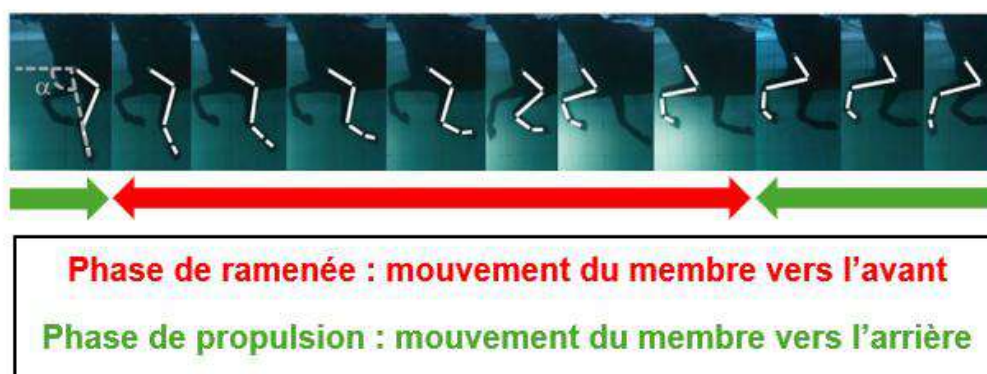 α
Phase de ramenée : mouvement du membre vers l’avant
Phase de propulsion : mouvement du membre vers l’arrière